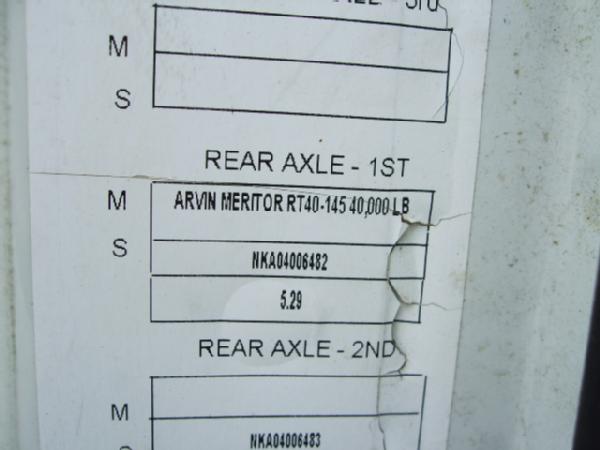 M
S
REAR AXLE - 1ST
M ARVIN MERITOR RT40-145 40,000 LB
S NKA04006482
5.29
REAR AXLE - 2ND
M
NKA04006483